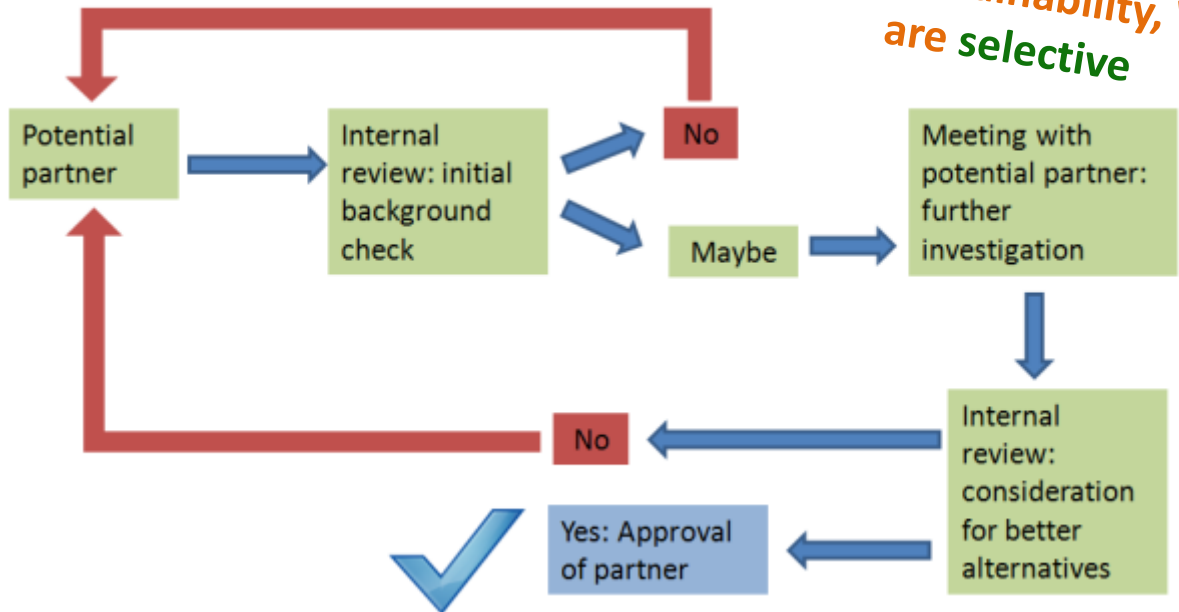 are selective
Potential
partner
Internal
review: initial
background
check
No
Maybe
Meeting with
potential partner:
further
investigation
Internal
review:
consideration
for better
alternatives
No
Yes: Approval
of partner